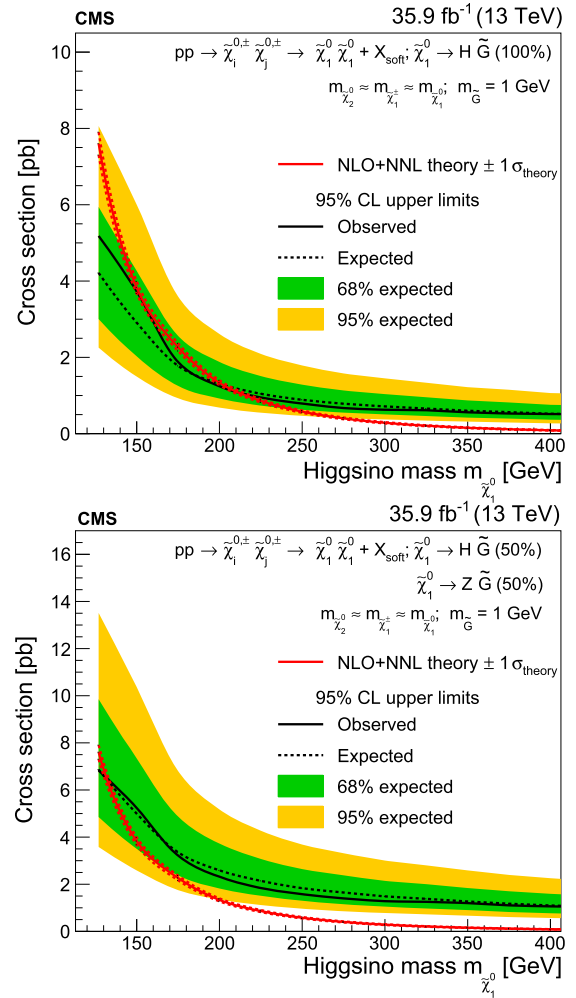 CMS 35.9 fb⁻¹ (13 TeV)
pp → χ̃ᵢ⁰,± χ̃ⱼ⁰,± → χ̃₁⁰ χ̃₁⁰ + X_soft; χ̃₁⁰ → H G̃ (100%)
m_χ̃₂⁰ ≈ m_χ̃₁± ≈ m_χ̃₁⁰; m_G̃ = 1 GeV
NLO+NNL theory ± 1 σ_theory
95% CL upper limits
Observed
Expected
68% expected
95% expected
Cross section [pb]
10
8
6
4
2
0
150 200 250 300 350 400
Higgsino mass m_χ̃₁⁰ [GeV]
CMS 35.9 fb⁻¹ (13 TeV)
pp → χ̃ᵢ⁰,± χ̃ⱼ⁰,± → χ̃₁⁰ χ̃₁⁰ + X_soft; χ̃₁⁰ → H G̃ (50%)
χ̃₁⁰ → Z G̃ (50%)
m_χ̃₂⁰ ≈ m_χ̃₁± ≈ m_χ̃₁⁰; m_G̃ = 1 GeV
NLO+NNL theory ± 1 σ_theory
95% CL upper limits
Observed
Expected
68% expected
95% expected
Cross section [pb]
16
14
12
10
8
6
4
2
0
150 200 250 300 350 400
Higgsino mass m_χ̃₁⁰ [GeV]